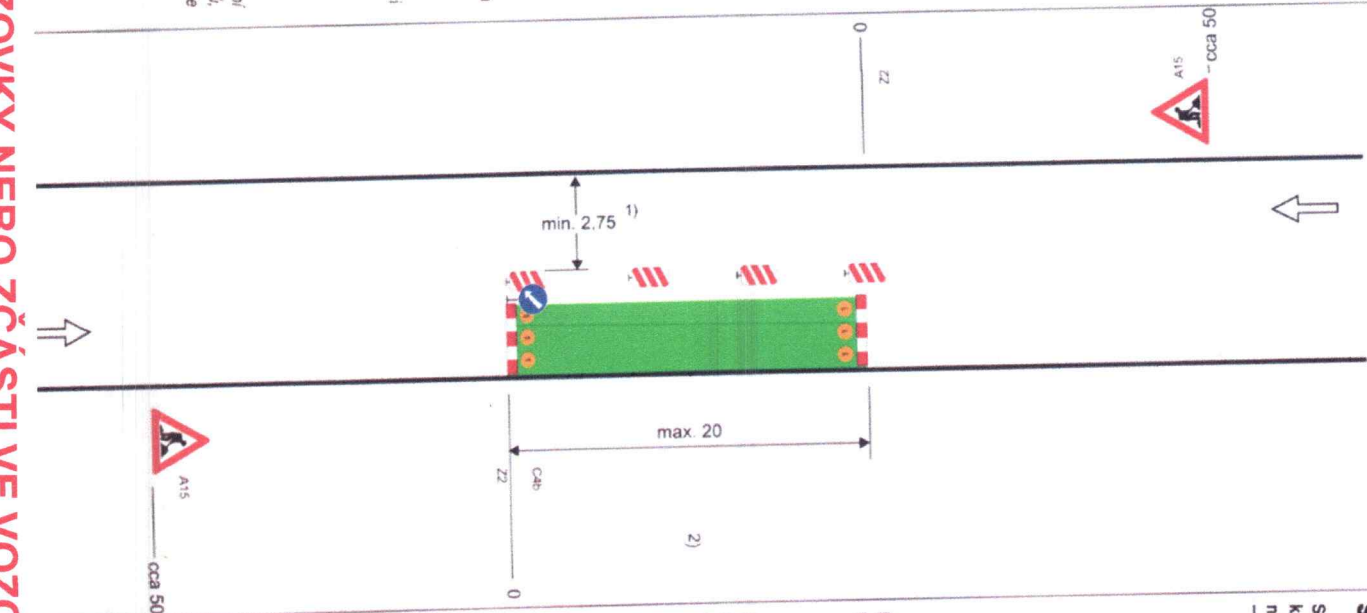 ZOVKY NEBO ZČÁSTI VE VOZO
cca 50
A15
0
Z2
min. 2,75 1)
max. 20
C4b
Z2
2)
0
A15
cca 50